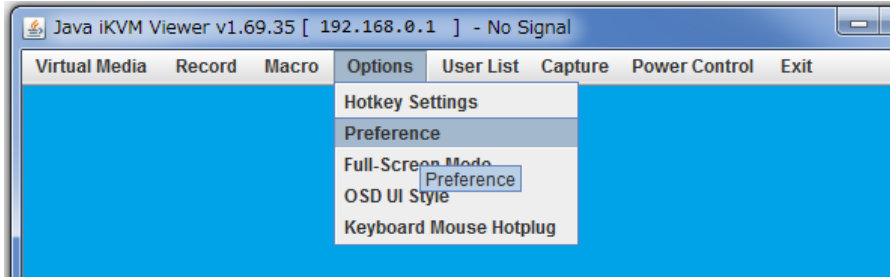 Java iKVM Viewer v1.69.35 [ 192.168.0.1 ] - No Signal
Virtual Media Record Macro Options User List Capture Power Control Exit
Hotkey Settings
Preference
Full-Screen Mode
Preference
OSD UI Style
Keyboard Mouse Hotplug